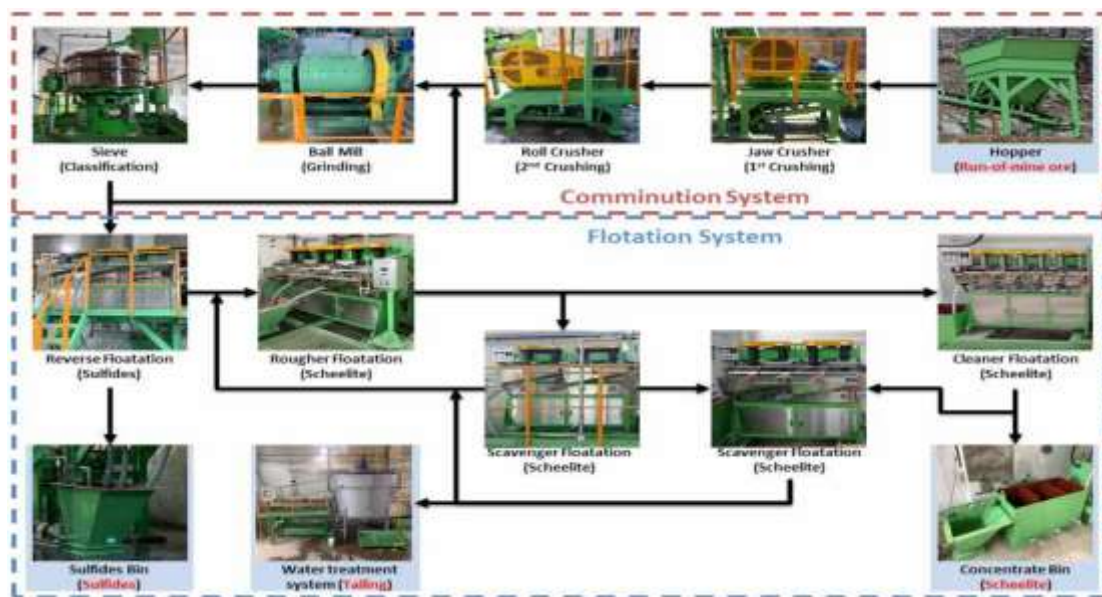 Sieve
(Classification)
Ball Mill
(Grinding)
Roll Crusher
(2nd Crushing)
Jaw Crusher
(1st Crushing)
Hopper
(Run-of-mine ore)
Comminution System
Flotation System
Reverse Floatation
(Sulfides)
Rougher Floatation
(Scheelite)
Cleaner Floatation
(Scheelite)
Scavenger Floatation
(Scheelite)
Scavenger Floatation
(Scheelite)
Sulfides Bin
(Sulfides)
Water treatment
system (Tailing)
Concentrate Bin
(Scheelite)